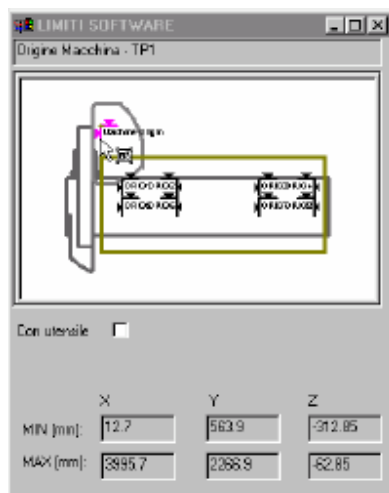 LIMITI SOFTWARE
Origine Macchina - TP1
Machine origin
Con utensile
X Y Z
MIN [mm]: 12.7 563.9 -312.85
MAX [mm]: 3995.7 2266.9 -62.85